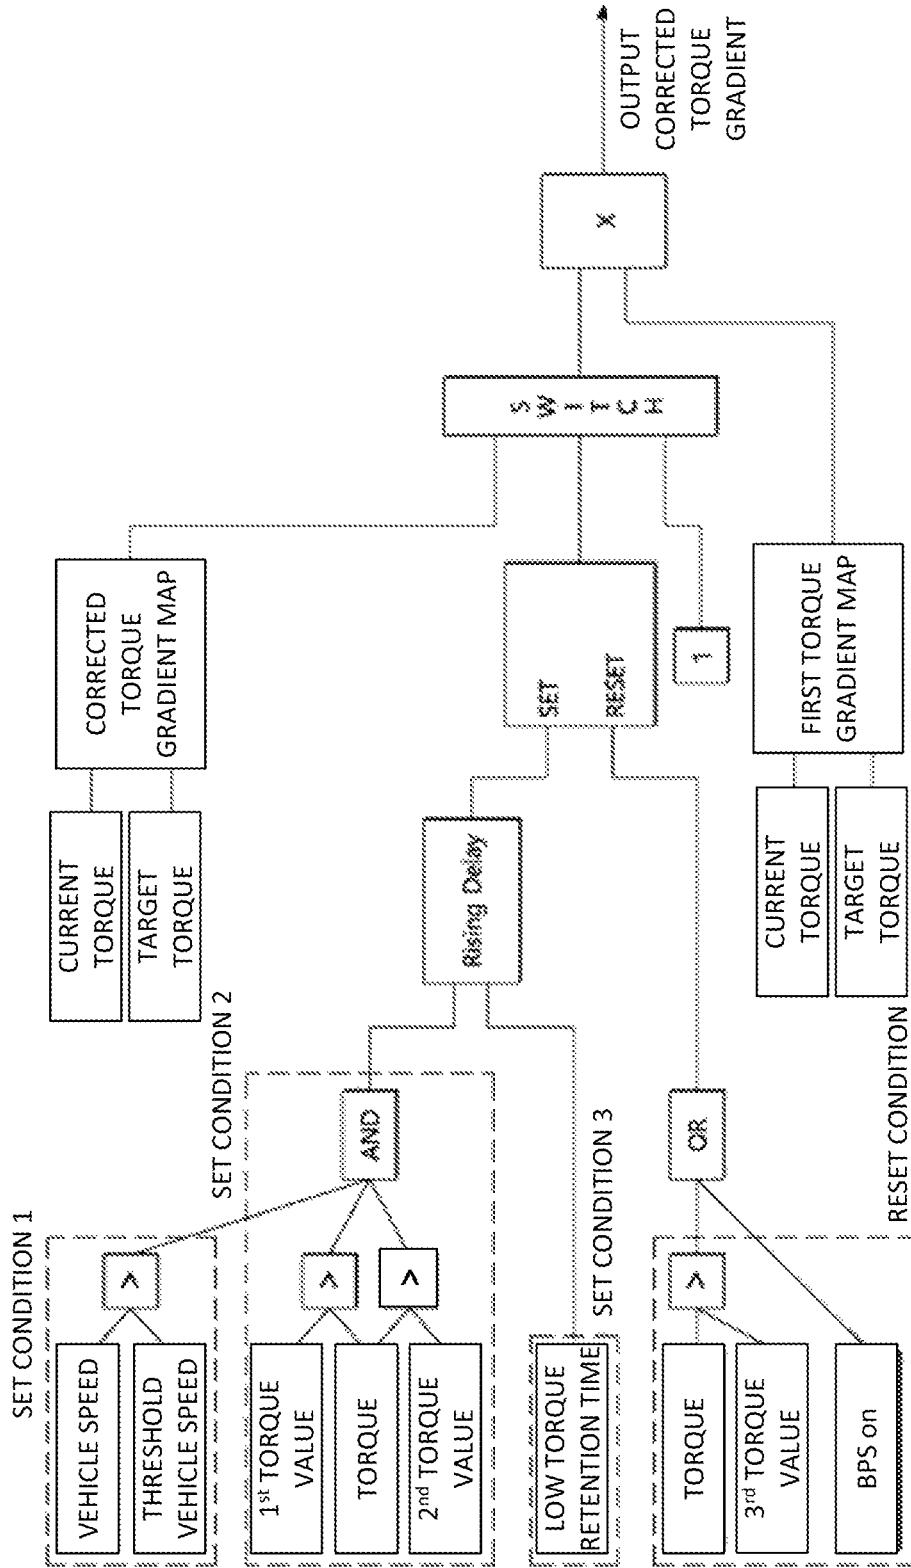 SET CONDITION 1
VEHICLE SPEED
THRESHOLD
VEHICLE SPEED
>
SET CONDITION 2
1st TORQUE
VALUE
TORQUE
2nd TORQUE
VALUE
>
>
AND
LOW TORQUE
RETENTION TIME
SET CONDITION 3
TORQUE
3rd TORQUE
VALUE
BPS on
>
OR
RESET CONDITION
Rising Delay
CURRENT
TORQUE
TARGET
TORQUE
CORRECTED
TORQUE
GRADIENT MAP
SET
RESET
1
CURRENT
TORQUE
TARGET
TORQUE
FIRST TORQUE
GRADIENT MAP
SWITCH
X
OUTPUT
CORRECTED
TORQUE
GRADIENT